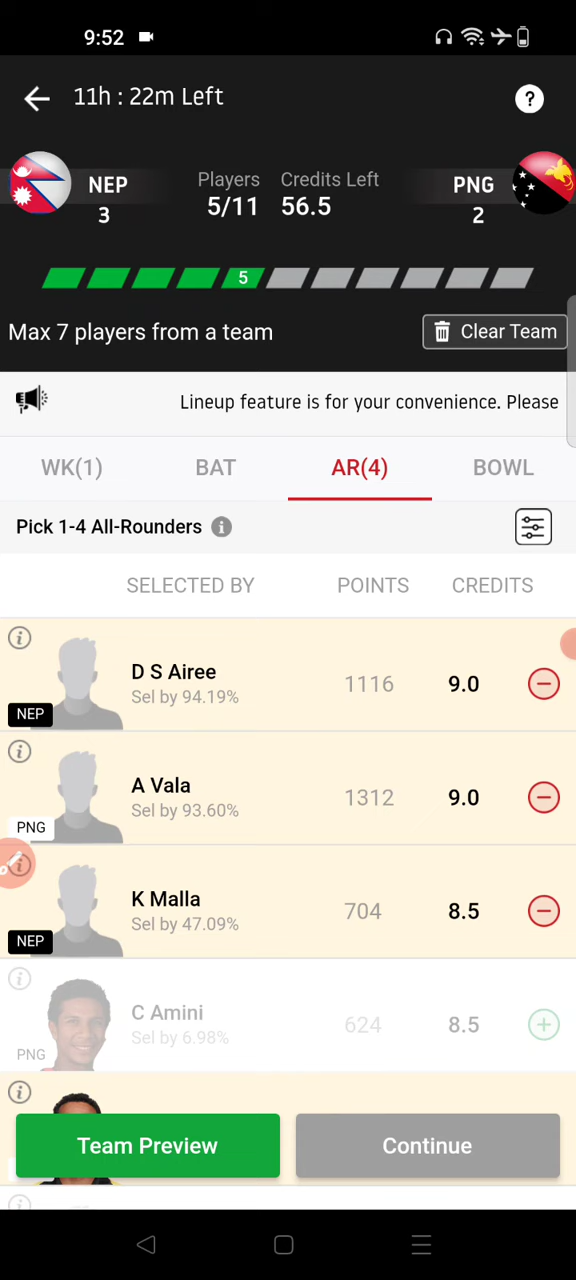 9:52
11h : 22m Left
?
NEP
3
Players
5/11
Credits Left
56.5
PNG
2
5
Max 7 players from a team
Clear Team
Lineup feature is for your convenience. Please
WK(1)
BAT
AR(4)
BOWL
Pick 1-4 All-Rounders
SELECTED BY
POINTS
CREDITS
D S Airee
Sel by 94.19%
1116
9.0
NEP
A Vala
Sel by 93.60%
1312
9.0
PNG
K Malla
Sel by 47.09%
704
8.5
NEP
C Amini
Sel by 6.98%
624
8.5
PNG
Team Preview
Continue